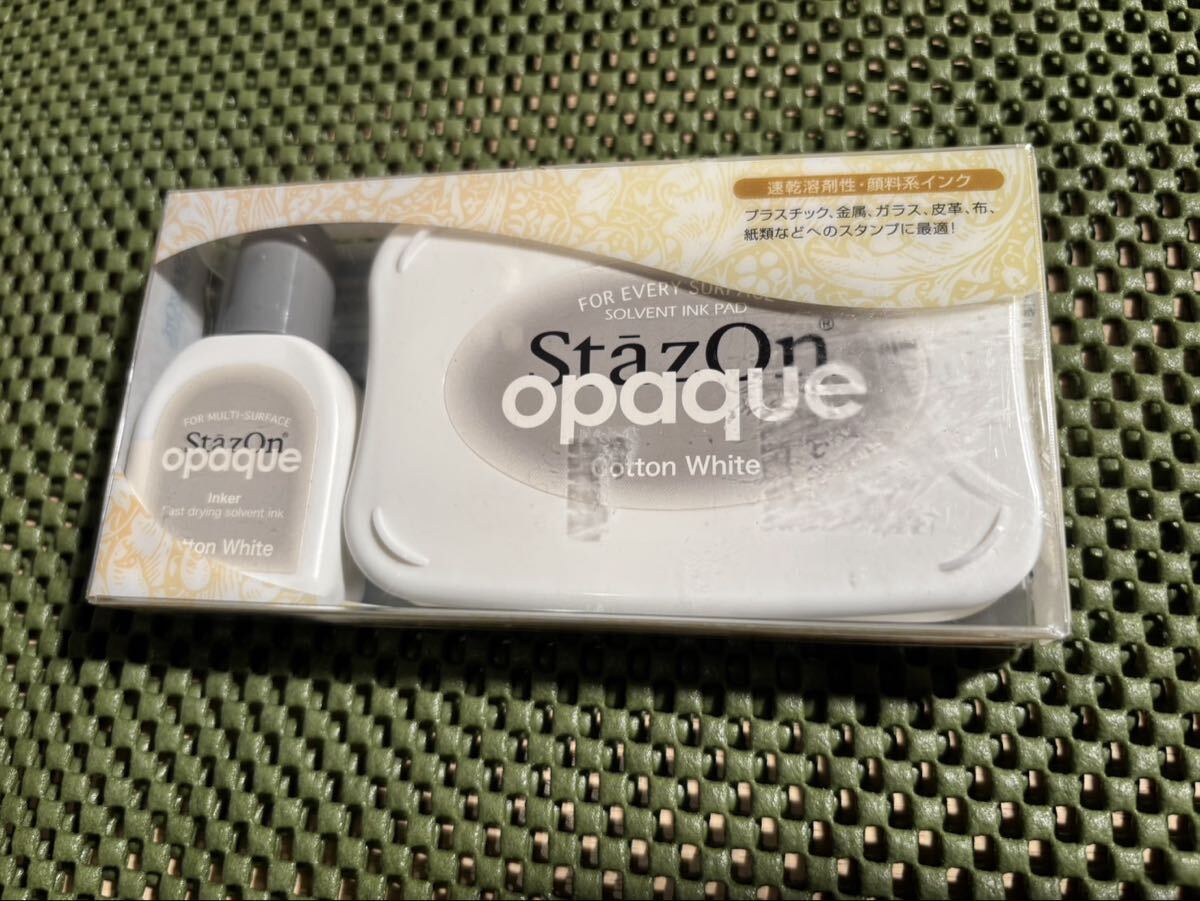 速乾溶剤性・顔料系インク
プラスチック、金属、ガラス、皮革、布、
紙類などへのスタンプに最適！
FOR EVERY SURFACE
SOLVENT INK PAD
StāzOn®
opaque
Cotton White
FOR MULTI-SURFACE
StāzOn®
opaque
Inker
Fast drying solvent ink
tton White